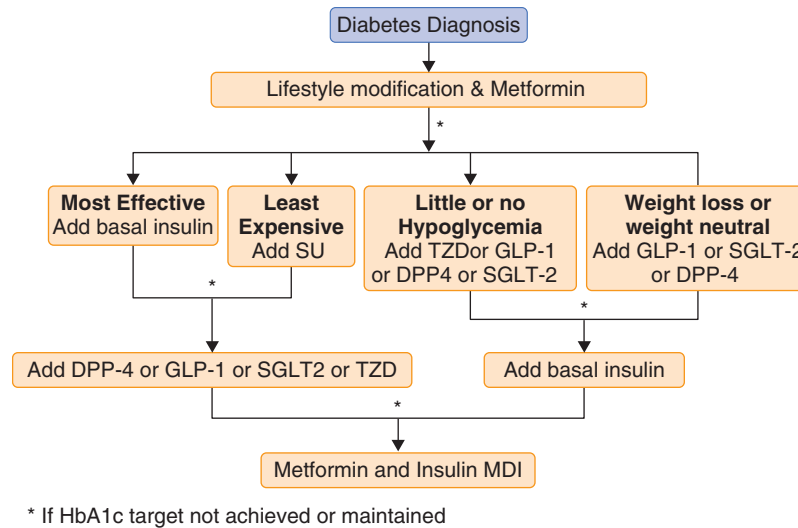 Diabetes Diagnosis
Lifestyle modification & Metformin
*
Most Effective
Add basal insulin
Least
Expensive
Add SU
Little or no
Hypoglycemia
Add TZDor GLP-1
or DPP4 or SGLT-2
Weight loss or
weight neutral
Add GLP-1 or SGLT-2
or DPP-4
*
*
Add DPP-4 or GLP-1 or SGLT2 or TZD
Add basal insulin
*
Metformin and Insulin MDI
* If HbA1c target not achieved or maintained